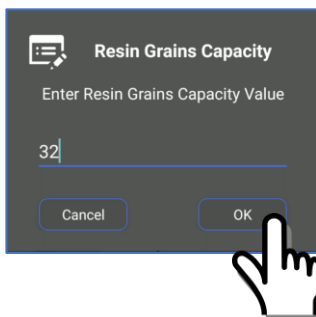 Resin Grains Capacity
Enter Resin Grains Capacity Value
32
Cancel OK